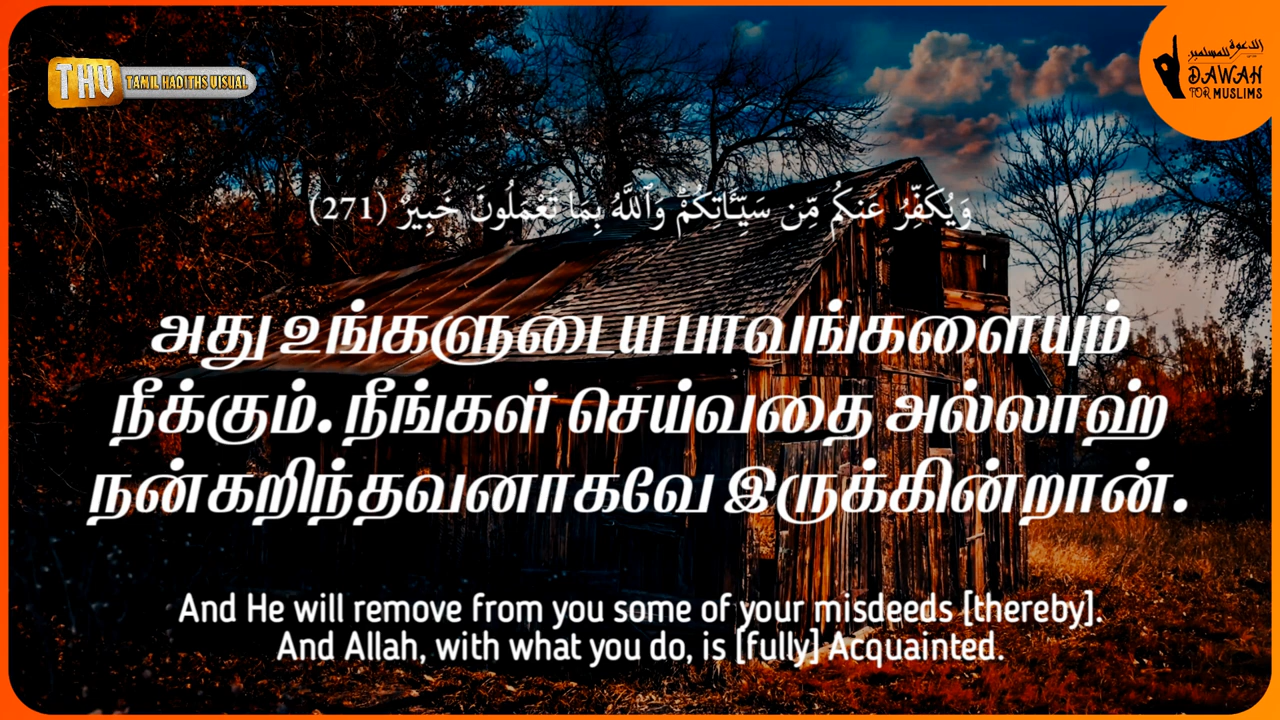 THV TAMIL HADITHS VISUAL
الدعوة للمسلمين
DAWAH
FOR MUSLIMS
وَيُكَفِّرُ عَنكُم مِّن سَيِّـَٔاتِكُمْ وَٱللَّهُ بِمَا تَعْمَلُونَ خَبِيرٌ (271)
அது உங்களுடைய பாவங்களையும்
நீக்கும். நீங்கள் செய்வதை அல்லாஹ்
நன்கறிந்தவனாகவே இருக்கின்றான்.
And He will remove from you some of your misdeeds [thereby].
And Allah, with what you do, is [fully] Acquainted.